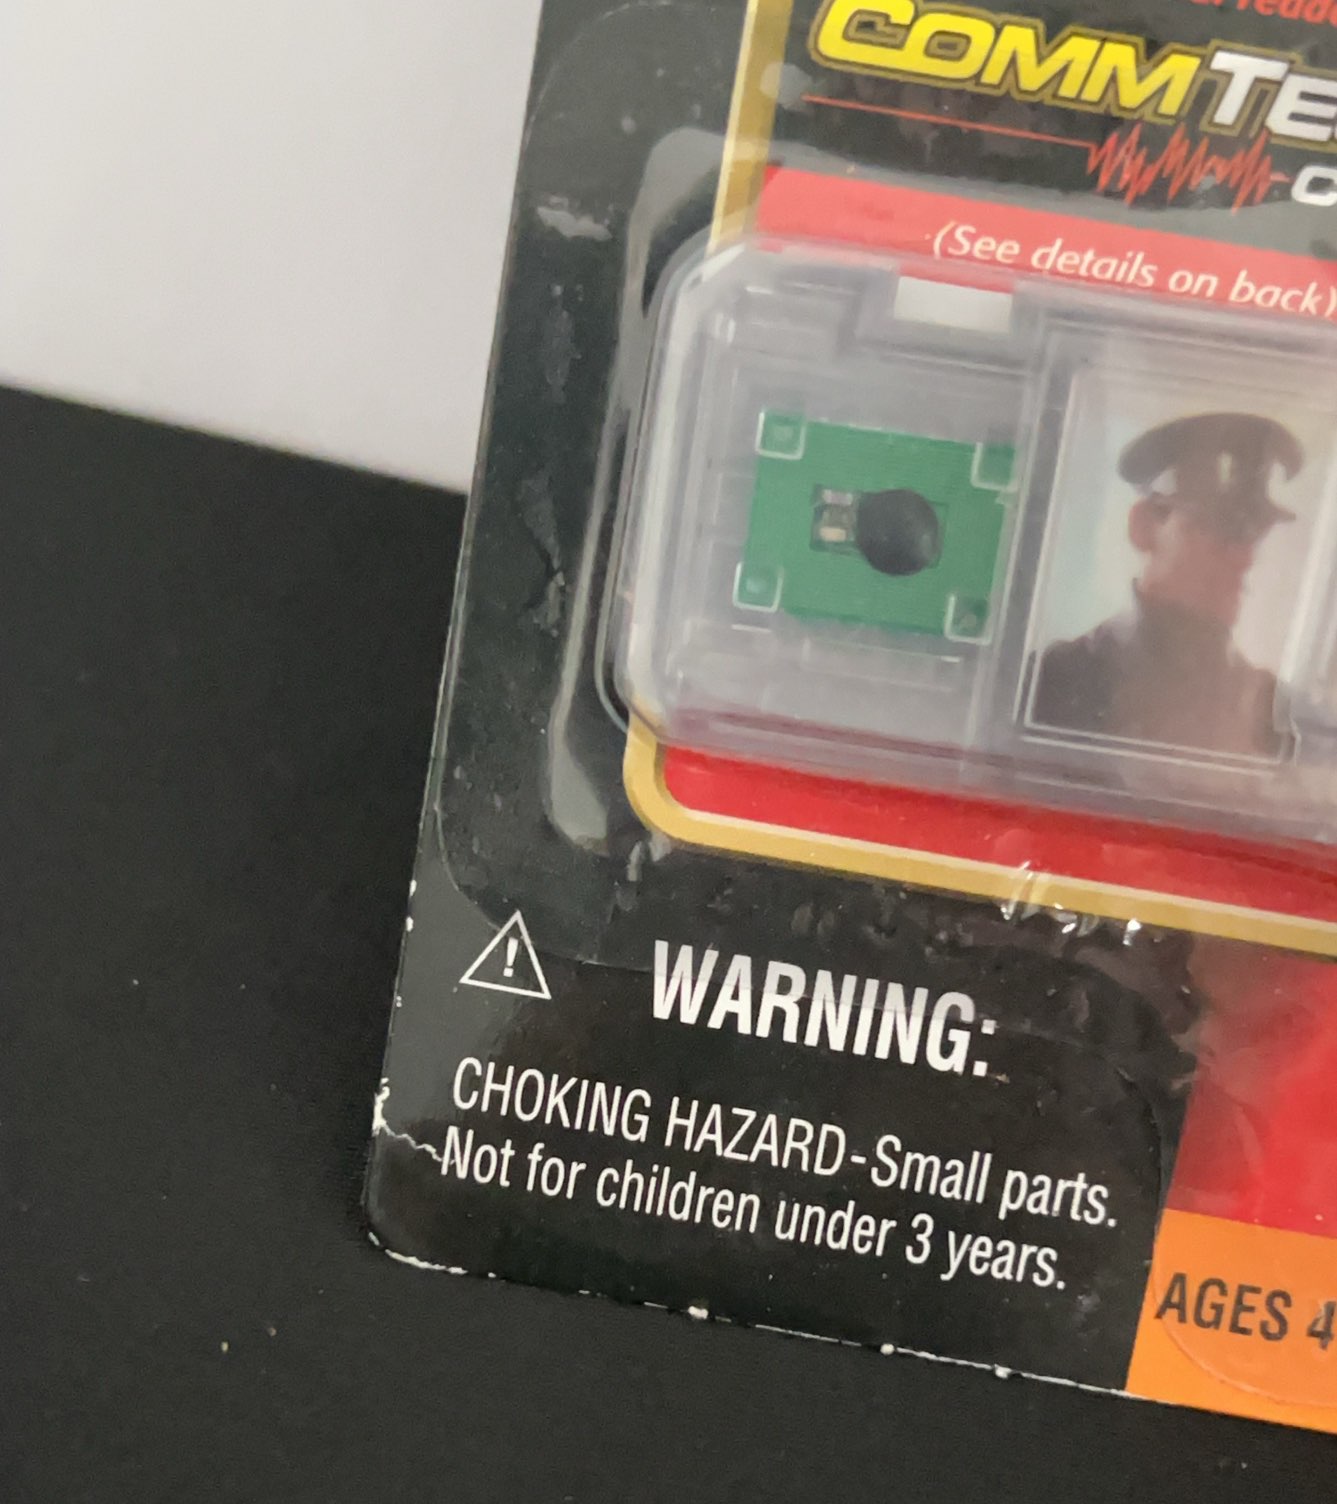 COMMTE
(See details on back)
WARNING:
CHOKING HAZARD-Small parts.
Not for children under 3 years.
AGES 4